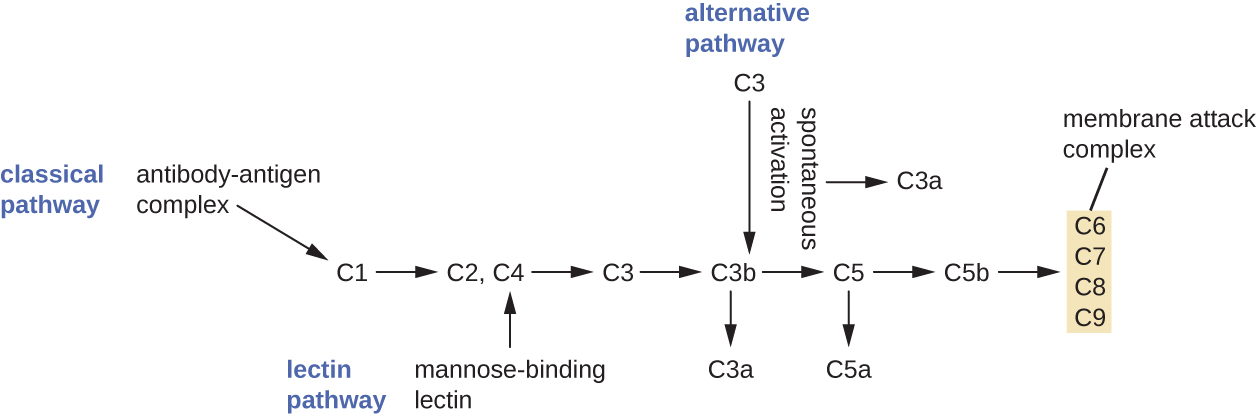 alternative
pathway
C3
spontaneous
activation
C3a
membrane attack
complex
classical
pathway
antibody-antigen
complex
C1
C2, C4
C3
C3b
C5
C5b
C6
C7
C8
C9
C3a
C5a
lectin
pathway
mannose-binding
lectin